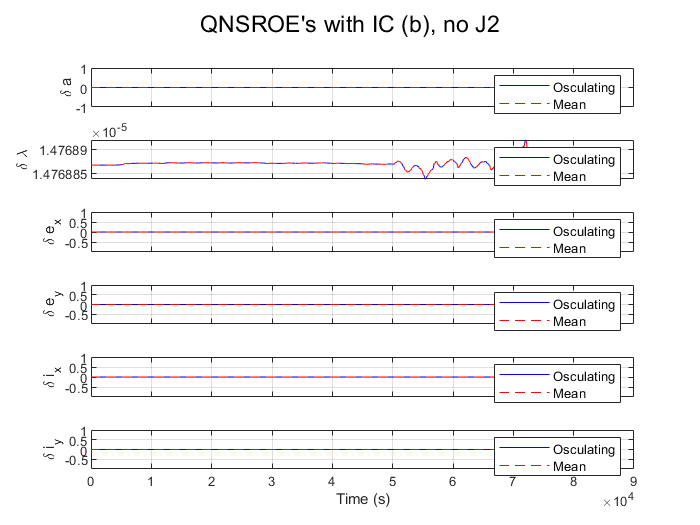 QNSROE's with IC (b), no J2
δ a
1
0
-1
Osculating
Mean
×10^-5
δ λ
1.47689
1.476885
Osculating
Mean
δ e_x
1
0.5
0
-0.5
Osculating
Mean
δ e_y
1
0.5
0
-0.5
Osculating
Mean
δ i_x
1
0.5
0
-0.5
Osculating
Mean
δ i_y
1
0.5
0
-0.5
Osculating
Mean
0 1 2 3 4 5 6 7 8 9
Time (s)
×10^4